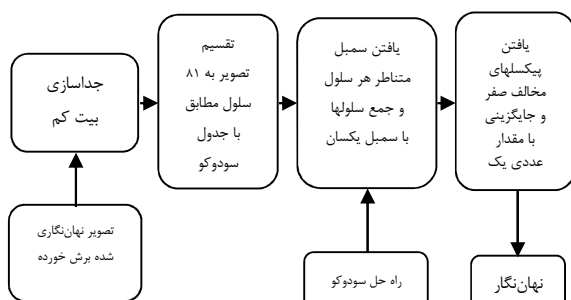 تقسیم
تصویر به ۸۱
سلول مطابق
با جدول
سودوکو
یافتن سمبل
متناطر هر سلول
و جمع سلولها
با سمبل یکسان
یافتن
پیکسلهای
مخالف صفر
و جایگزینی
با مقدار
عددی یک
جداسازی
بیت کم
تصویر نهان‌نگاری
شده برش خورده
راه حل سودوکو
نهان‌نگار